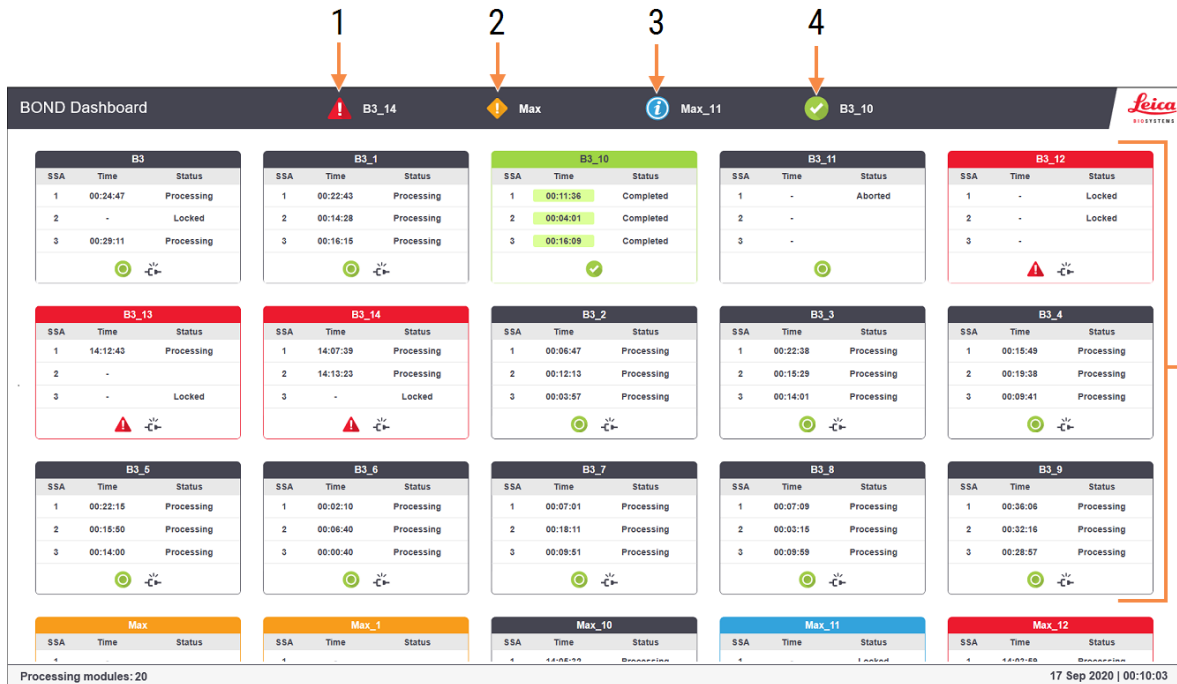 1 2 3 4
BOND Dashboard B3_14 Max Max_11 B3_10 Leica
BIOSYSTEMS
B3 B3_1 B3_10 B3_11 B3_12
SSA Time Status SSA Time Status SSA Time Status SSA Time Status SSA Time Status
1 00:24:47 Processing 1 00:22:43 Processing 1 00:11:36 Completed 1 - Aborted 1 - Locked
2 - Locked 2 00:14:28 Processing 2 00:04:01 Completed 2 - 2 - Locked
3 00:29:11 Processing 3 00:16:15 Processing 3 00:16:09 Completed 3 - 3 -
B3_13 B3_14 B3_2 B3_3 B3_4
SSA Time Status SSA Time Status SSA Time Status SSA Time Status SSA Time Status
1 14:12:43 Processing 1 14:07:39 Processing 1 00:06:47 Processing 1 00:22:38 Processing 1 00:15:49 Processing
2 - 2 14:13:23 Processing 2 00:12:13 Processing 2 00:15:29 Processing 2 00:19:38 Processing
3 - Locked 3 - Locked 3 00:03:57 Processing 3 00:14:01 Processing 3 00:09:41 Processing
B3_5 B3_6 B3_7 B3_8 B3_9
SSA Time Status SSA Time Status SSA Time Status SSA Time Status SSA Time Status
1 00:22:15 Processing 1 00:02:10 Processing 1 00:07:01 Processing 1 00:07:09 Processing 1 00:36:06 Processing
2 00:15:50 Processing 2 00:06:40 Processing 2 00:18:11 Processing 2 00:03:15 Processing 2 00:32:16 Processing
3 00:14:00 Processing 3 00:00:40 Processing 3 00:09:51 Processing 3 00:09:59 Processing 3 00:28:57 Processing
Max Max_1 Max_10 Max_11 Max_12
SSA Time Status SSA Time Status SSA Time Status SSA Time Status SSA Time Status
1 - 1 - 1 Processing 1 - Locked 1 Processing
Processing modules: 20 17 Sep 2020 | 00:10:03